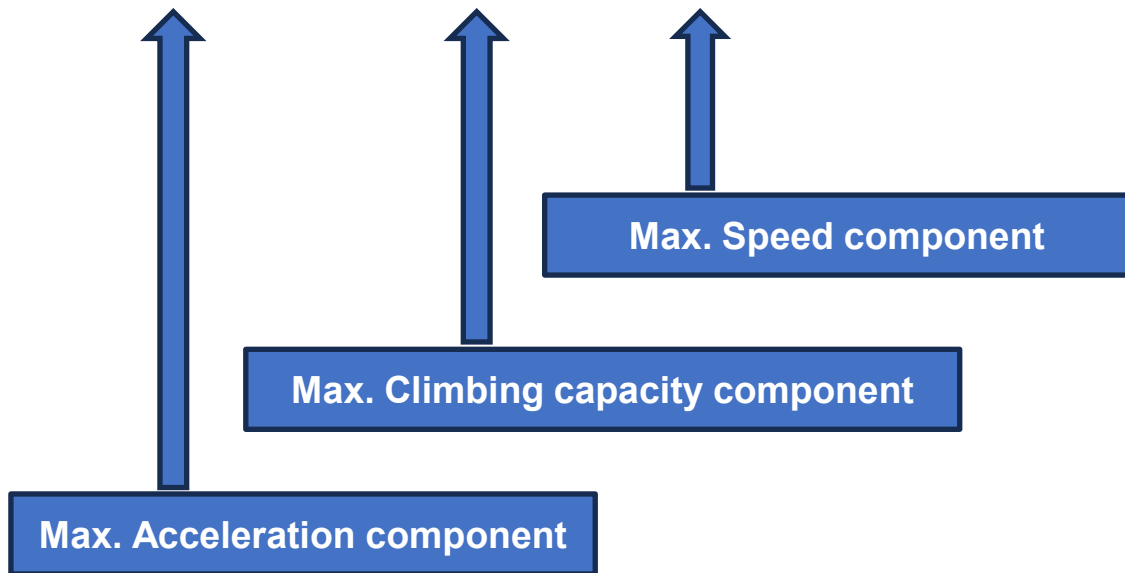 Max. Speed component
Max. Climbing capacity component
Max. Acceleration component